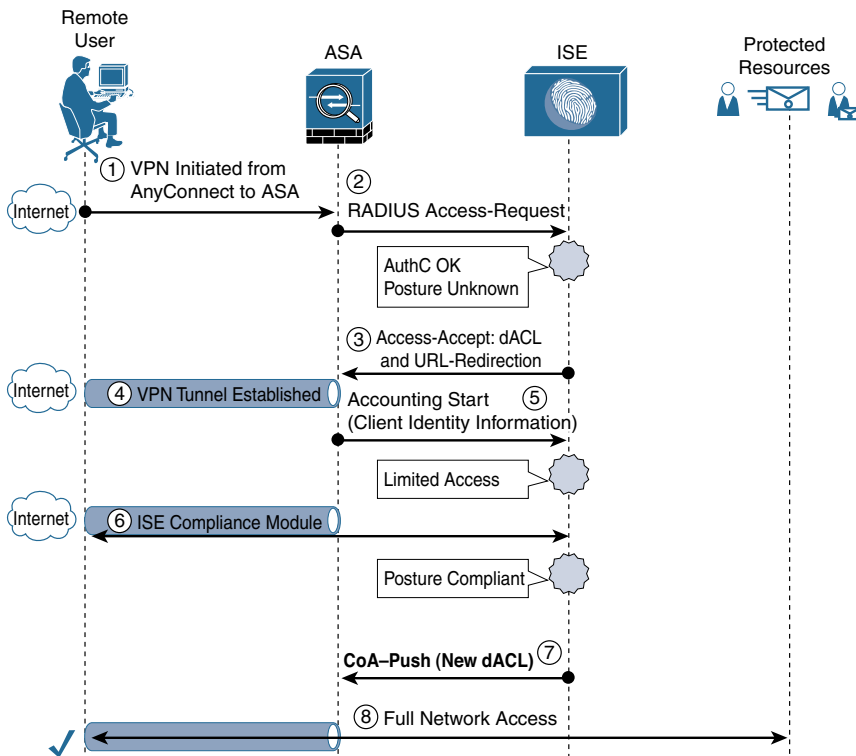 Remote
User
ASA
ISE
Protected
Resources
1 VPN Initiated from
AnyConnect to ASA
2
RADIUS Access-Request
Internet
AuthC OK
Posture Unknown
3 Access-Accept: dACL
and URL-Redirection
Internet
4 VPN Tunnel Established
Accounting Start 5
(Client Identity Information)
Limited Access
Internet
6 ISE Compliance Module
Posture Compliant
CoA–Push (New dACL) 7
8 Full Network Access